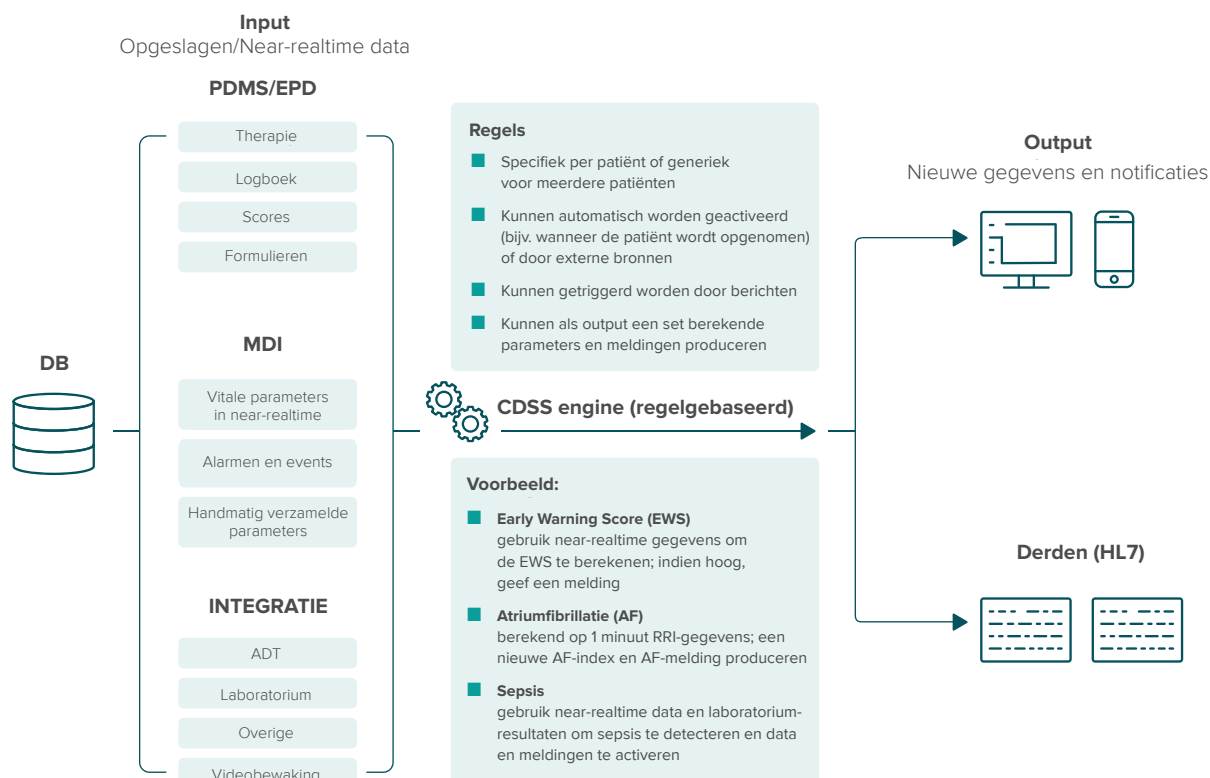 Input
Opgeslagen/Near-realtime data
PDMS/EPD
Therapie
Logboek
Scores
Formulieren
MDI
Vitale parameters
in near-realtime
Alarmen en events
Handmatig verzamelde
parameters
INTEGRATIE
ADT
Laboratorium
Overige
Videobewaking
DB
Regels
Specifiek per patiënt of generiek
voor meerdere patiënten
Kunnen automatisch worden geactiveerd
(bijv. wanneer de patiënt wordt opgenomen)
of door externe bronnen
Kunnen getriggerd worden door berichten
Kunnen als output een set berekende
parameters en meldingen produceren
CDSS engine (regelgebaseerd)
Voorbeeld:
Early Warning Score (EWS)
gebruik near-realtime gegevens om
de EWS te berekenen; indien hoog,
geef een melding
Atriumfibrillatie (AF)
berekend op 1 minuut RRI-gegevens; een
nieuwe AF-index en AF-melding produceren
Sepsis
gebruik near-realtime data en laboratorium-
resultaten om sepsis te detecteren en data
en meldingen te activeren
Output
Nieuwe gegevens en notificaties
Derden (HL7)